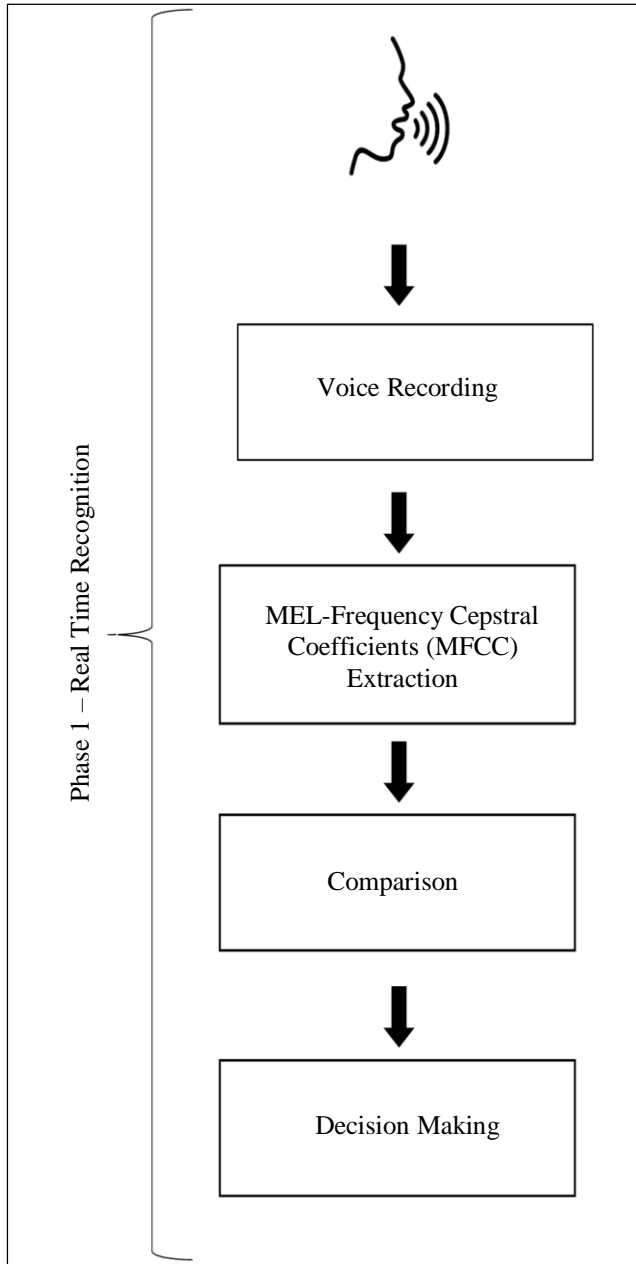 Phase 1 – Real Time Recognition
Voice Recording
MEL-Frequency Cepstral
Coefficients (MFCC)
Extraction
Comparison
Decision Making